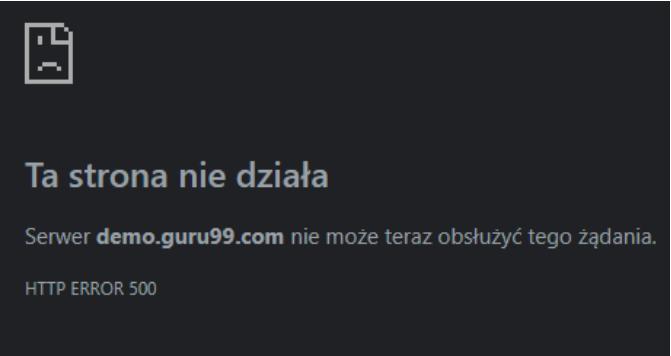 Ta strona nie działa
Serwer demo.guru99.com nie może teraz obsłużyć tego żądania.
HTTP ERROR 500